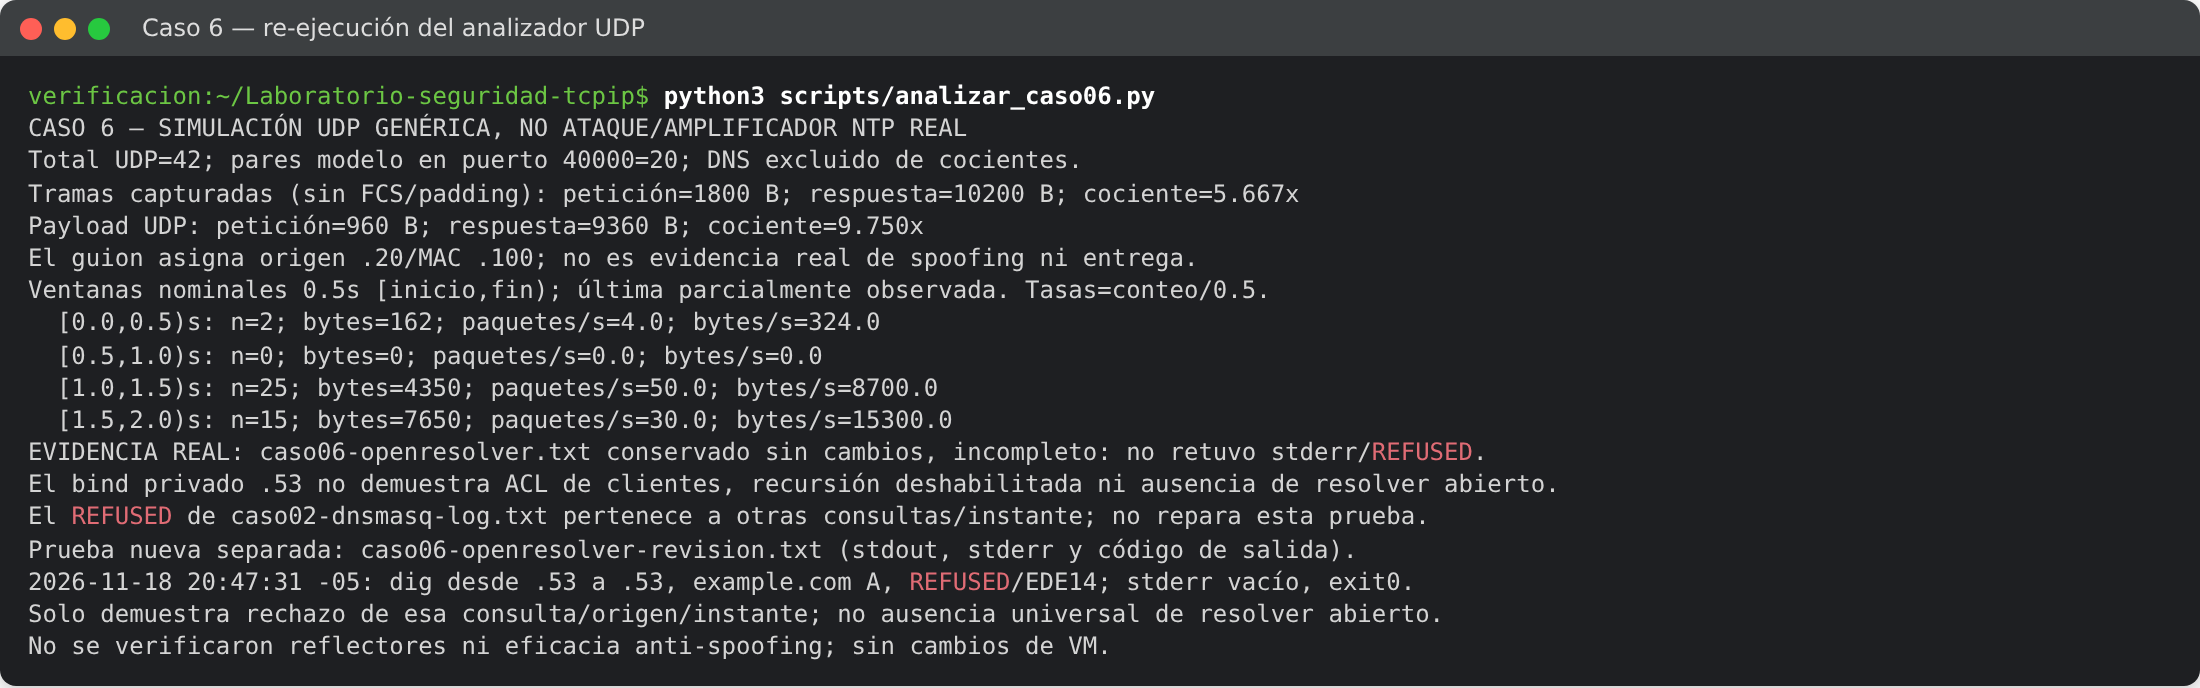 Caso 6 — re-ejecución del analizador UDP
verificacion:~/Laboratorio-seguridad-tcpip$ python3 scripts/analizar_caso06.py
CASO 6 — SIMULACIÓN UDP GENÉRICA, NO ATAQUE/AMPLIFICADOR NTP REAL
Total UDP=42; pares modelo en puerto 40000=20; DNS excluido de cocientes.
Tramas capturadas (sin FCS/padding): petición=1800 B; respuesta=10200 B; cociente=5.667x
Payload UDP: petición=960 B; respuesta=9360 B; cociente=9.750x
El guion asigna origen .20/MAC .100; no es evidencia real de spoofing ni entrega.
Ventanas nominales 0.5s [inicio,fin); última parcialmente observada. Tasas=conteo/0.5.
  [0.0,0.5)s: n=2; bytes=162; paquetes/s=4.0; bytes/s=324.0
  [0.5,1.0)s: n=0; bytes=0; paquetes/s=0.0; bytes/s=0.0
  [1.0,1.5)s: n=25; bytes=4350; paquetes/s=50.0; bytes/s=8700.0
  [1.5,2.0)s: n=15; bytes=7650; paquetes/s=30.0; bytes/s=15300.0
EVIDENCIA REAL: caso06-openresolver.txt conservado sin cambios, incompleto: no retuvo stderr/REFUSED.
El bind privado .53 no demuestra ACL de clientes, recursión deshabilitada ni ausencia de resolver abierto.
El REFUSED de caso02-dnsmasq-log.txt pertenece a otras consultas/instante; no repara esta prueba.
Prueba nueva separada: caso06-openresolver-revision.txt (stdout, stderr y código de salida).
2026-11-18 20:47:31 -05: dig desde .53 a .53, example.com A, REFUSED/EDE14; stderr vacío, exit0.
Solo demuestra rechazo de esa consulta/origen/instante; no ausencia universal de resolver abierto.
No se verificaron reflectores ni eficacia anti-spoofing; sin cambios de VM.